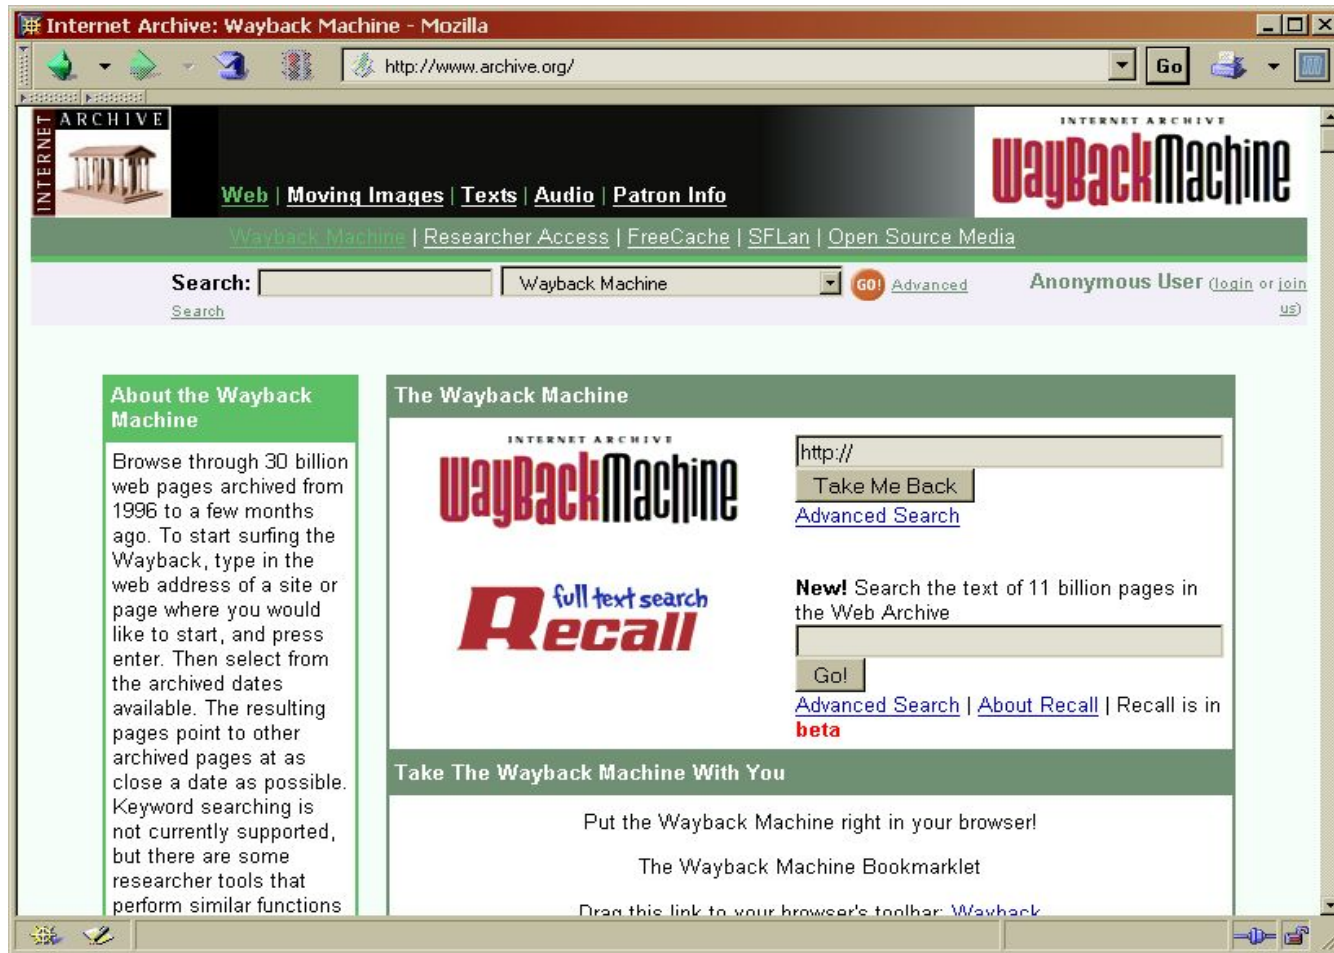 Internet Archive: Wayback Machine - Mozilla
http://www.archive.org/
Go
INTERNET ARCHIVE
INTERNET ARCHIVE
WayBackMachine
Web | Moving Images | Texts | Audio | Patron Info
Wayback Machine | Researcher Access | FreeCache | SFLan | Open Source Media
Search:
Wayback Machine
GO!
Advanced
Search
Anonymous User (login or join
us)
About the Wayback
Machine
Browse through 30 billion
web pages archived from
1996 to a few months
ago. To start surfing the
Wayback, type in the
web address of a site or
page where you would
like to start, and press
enter. Then select from
the archived dates
available. The resulting
pages point to other
archived pages at as
close a date as possible.
Keyword searching is
not currently supported,
but there are some
researcher tools that
perform similar functions
The Wayback Machine
INTERNET ARCHIVE
WayBackMachine
http://
Take Me Back
Advanced Search
full text search
Recall
New! Search the text of 11 billion pages in
the Web Archive
Go!
Advanced Search | About Recall | Recall is in
beta
Take The Wayback Machine With You
Put the Wayback Machine right in your browser!
The Wayback Machine Bookmarklet
Drag this link to your browser's toolbar: Wayback